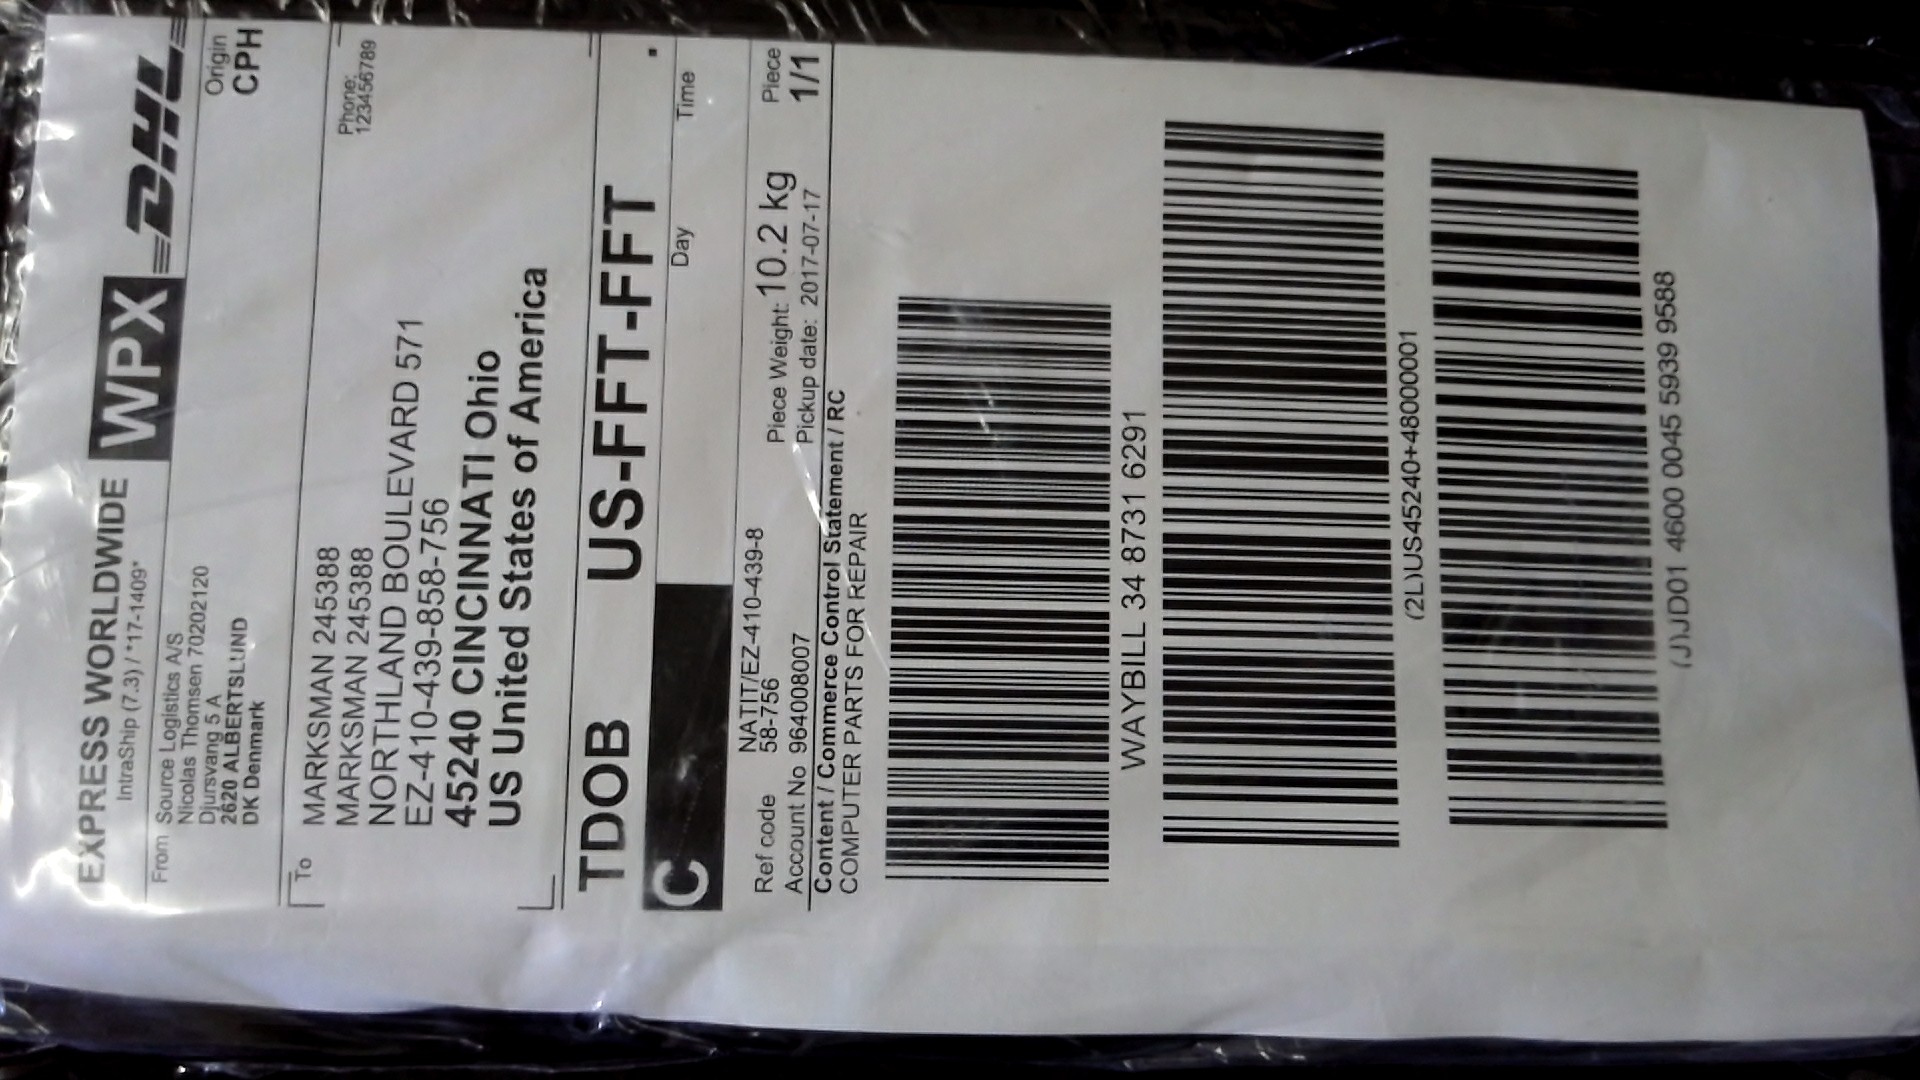 EXPRESS WORLDWIDE WPX DHL
IntraShip (7.3) / *17-1409*
From Source Logistics A/S
Nicolas Thomsen 70202120
Djursvang 5 A
2620 ALBERTSLUND
DK Denmark
Origin
CPH
To
MARKSMAN 245388
MARKSMAN 245388
NORTHLAND BOULEVARD 571
EZ-410-439-858-756
45240 CINCINNATI Ohio
US United States of America
Phone:
123456789
TDOB US-FFT-FFT
C Day Time
Ref code NATIT/EZ-410-439-8
58-756
Account No 964008007
Piece Weight: 10.2 kg
Pickup date: 2017-07-17
Piece
1/1
Content / Commerce Control Statement / RC
COMPUTER PARTS FOR REPAIR
WAYBILL 34 8731 6291
(2L)US45240+48000001
(J)JD01 4600 0045 5939 9588